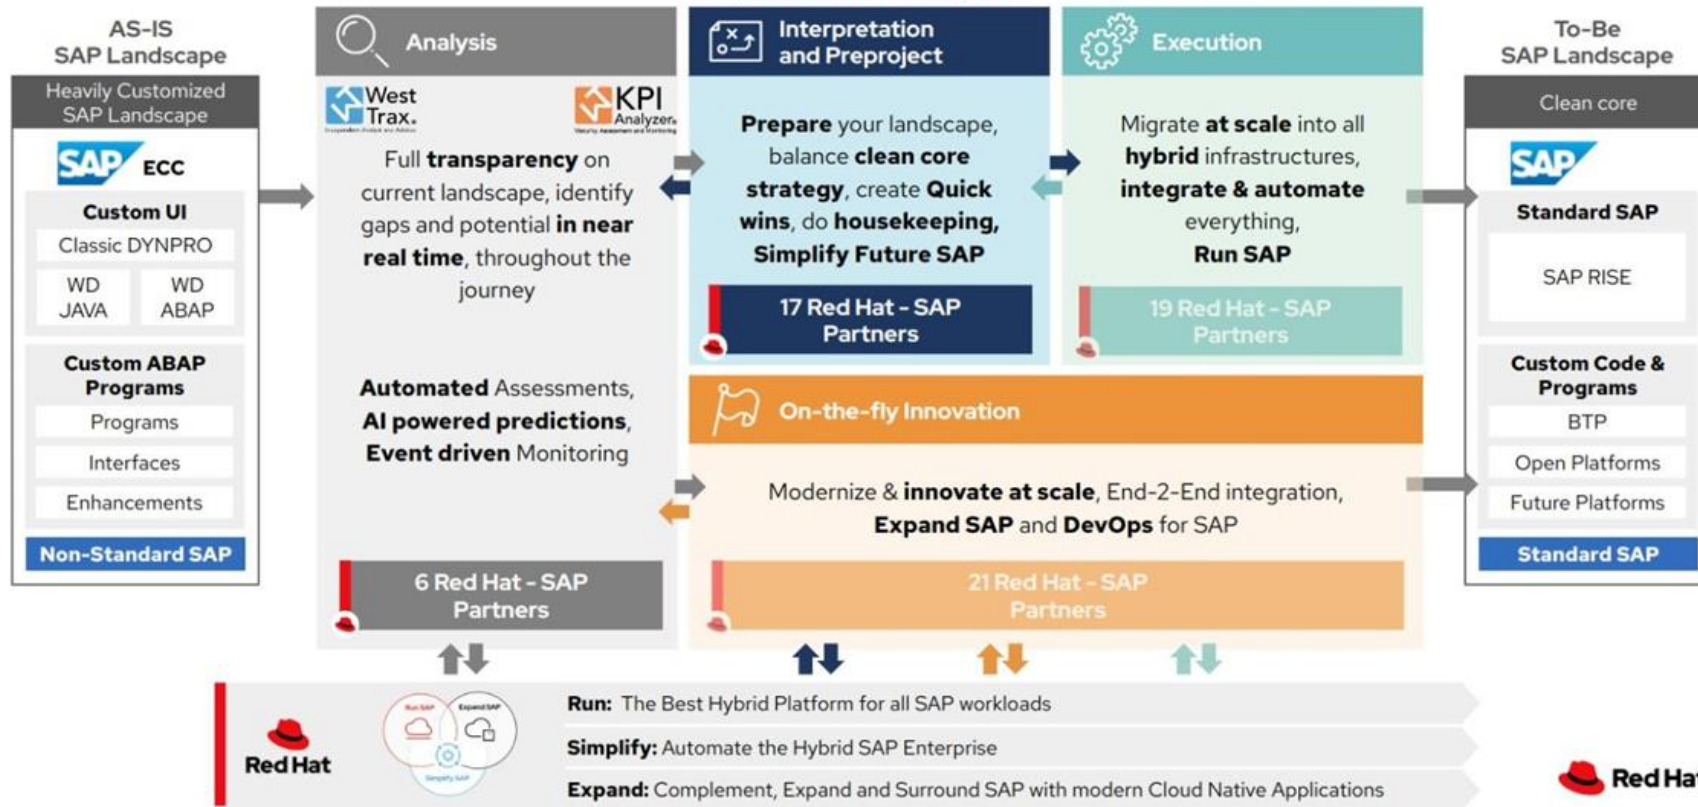 AS-IS
SAP Landscape
Heavily Customized
SAP Landscape
SAP ECC
Custom UI
Classic DYNPRO
WD
JAVA
WD
ABAP
Custom ABAP
Programs
Programs
Interfaces
Enhancements
Non-Standard SAP
Analysis
West
Trax.
KPI
Analyzer
Full transparency on
current landscape, identify
gaps and potential in near
real time, throughout the
journey
Automated Assessments,
AI powered predictions,
Event driven Monitoring
6 Red Hat - SAP
Partners
Interpretation
and Preproject
Prepare your landscape,
balance clean core
strategy, create Quick
wins, do housekeeping,
Simplify Future SAP
17 Red Hat - SAP
Partners
Execution
Migrate at scale into all
hybrid infrastructures,
integrate & automate
everything,
Run SAP
19 Red Hat - SAP
Partners
On-the-fly Innovation
Modernize & innovate at scale, End-2-End integration,
Expand SAP and DevOps for SAP
21 Red Hat - SAP
Partners
To-Be
SAP Landscape
Clean core
SAP
Standard SAP
SAP RISE
Custom Code &
Programs
BTP
Open Platforms
Future Platforms
Standard SAP
Red Hat
Run SAP
Expand SAP
Simplify SAP
Run: The Best Hybrid Platform for all SAP workloads
Simplify: Automate the Hybrid SAP Enterprise
Expand: Complement, Expand and Surround SAP with modern Cloud Native Applications
Red Hat